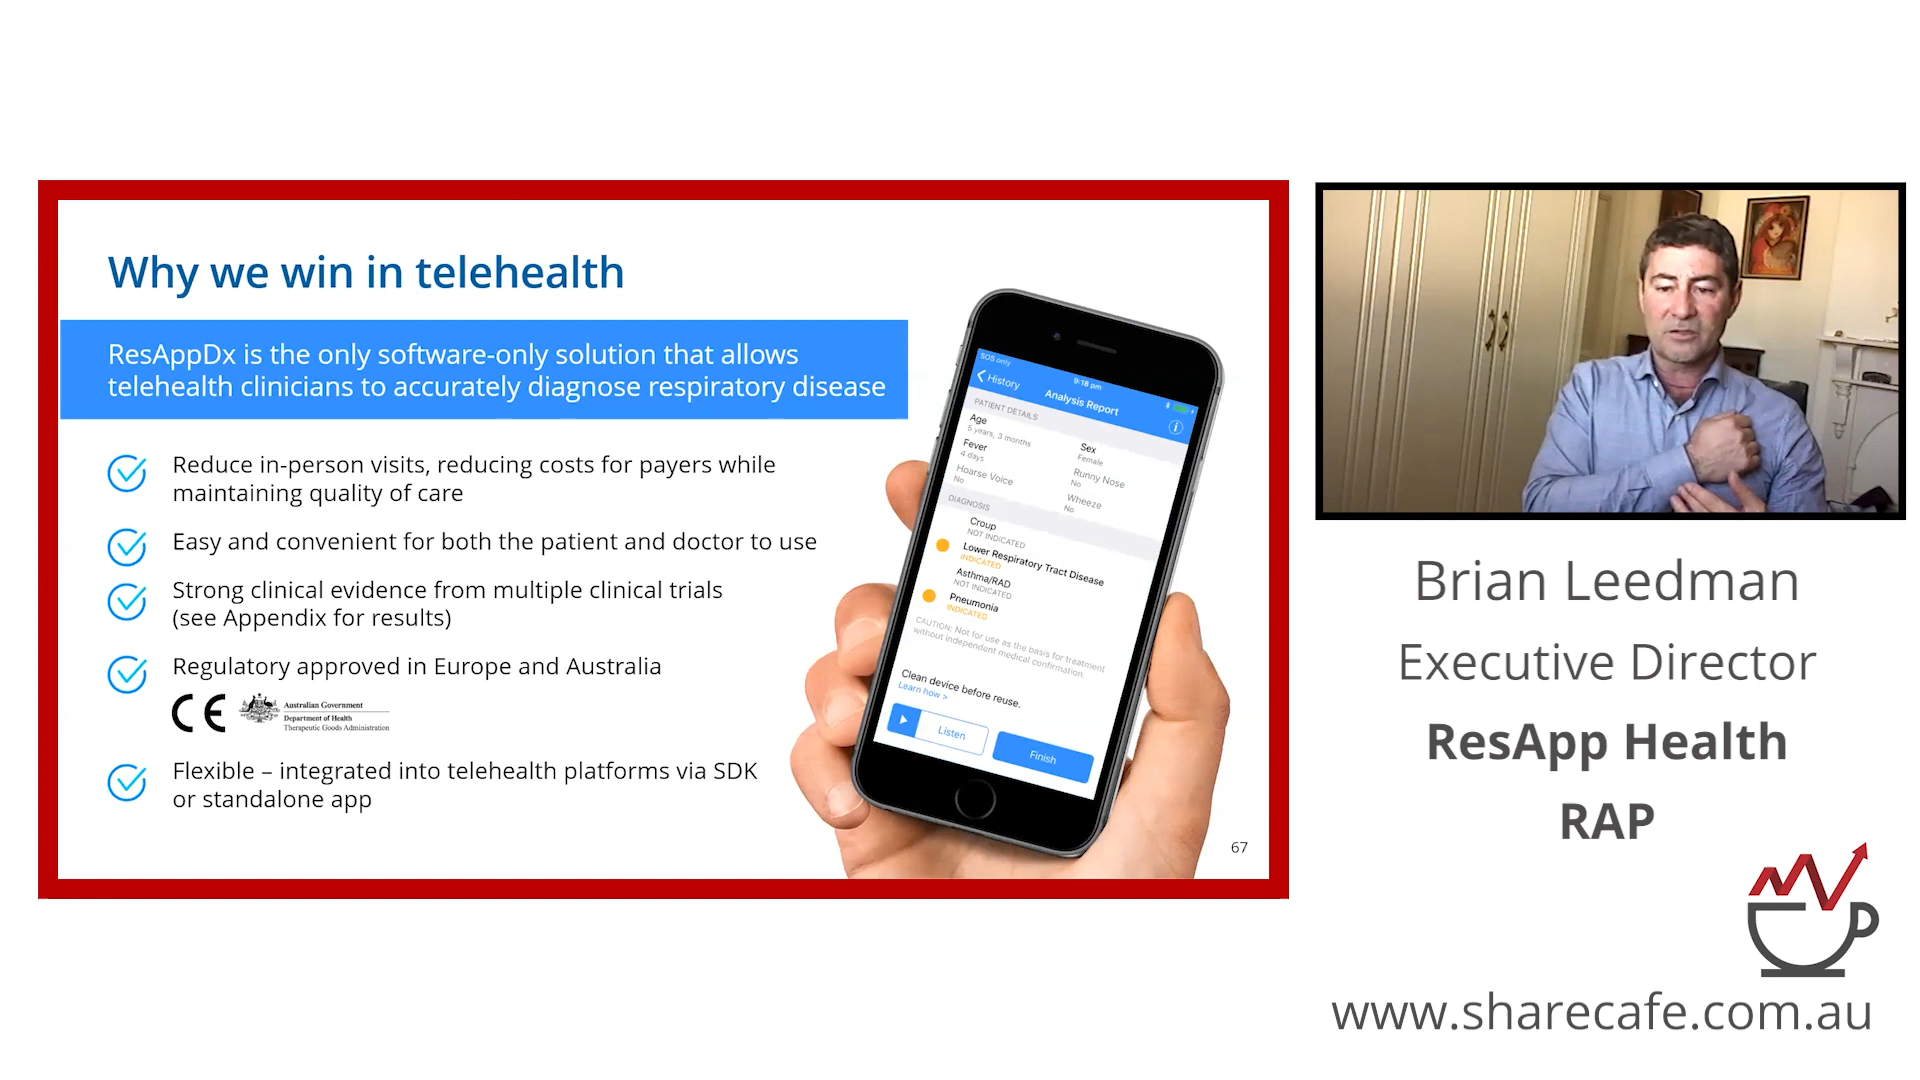 Why we win in telehealth
ResAppDx is the only software-only solution that allows
telehealth clinicians to accurately diagnose respiratory disease
Reduce in-person visits, reducing costs for payers while
maintaining quality of care
Easy and convenient for both the patient and doctor to use
Strong clinical evidence from multiple clinical trials
(see Appendix for results)
Regulatory approved in Europe and Australia
CE
Australian Government
Department of Health
Therapeutic Goods Administration
Flexible – integrated into telehealth platforms via SDK
or standalone app
SOS only
9:18 pm
History
Analysis Report
PATIENT DETAILS
Age
5 years, 3 months
Sex
Female
Fever
4 days
Runny Nose
No
Hoarse Voice
No
Wheeze
No
DIAGNOSIS
Croup
NOT INDICATED
Lower Respiratory Tract Disease
INDICATED
Asthma/RAD
NOT INDICATED
Pneumonia
INDICATED
CAUTION: Not for use as the basis for treatment
without independent medical confirmation.
Clean device before reuse.
Learn how >
Listen
Finish
67
Brian Leedman
Executive Director
ResApp Health
RAP
www.sharecafe.com.au